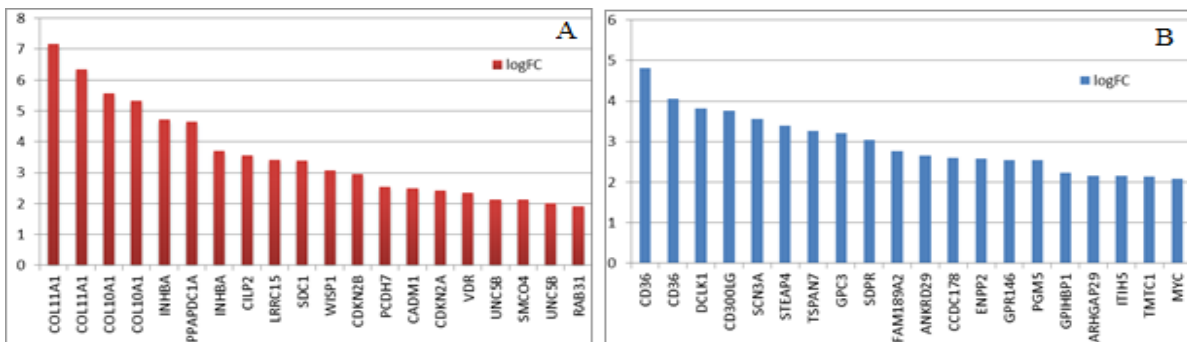 8
7
6
5
4
3
2
1
0
A
logFC
COL11A1
COL11A1
COL10A1
COL10A1
INHBA
PPAPDC1A
INHBA
CILP2
LRRC15
SDC1
WISP1
CDKN2B
PCDH7
CADM1
CDKN2A
VDR
UNC5B
SMCO4
UNC5B
RAB31
6
5
4
3
2
1
0
B
logFC
CD36
CD36
DCLK1
CD300LG
SCN3A
STEAP4
TSPAN7
GPC3
SDPR
FAM189A2
ANKRD29
CCDC178
ENPP2
GPR146
PGM5
GPIHBP1
ARHGAP29
ITIH5
TMTC1
MYC